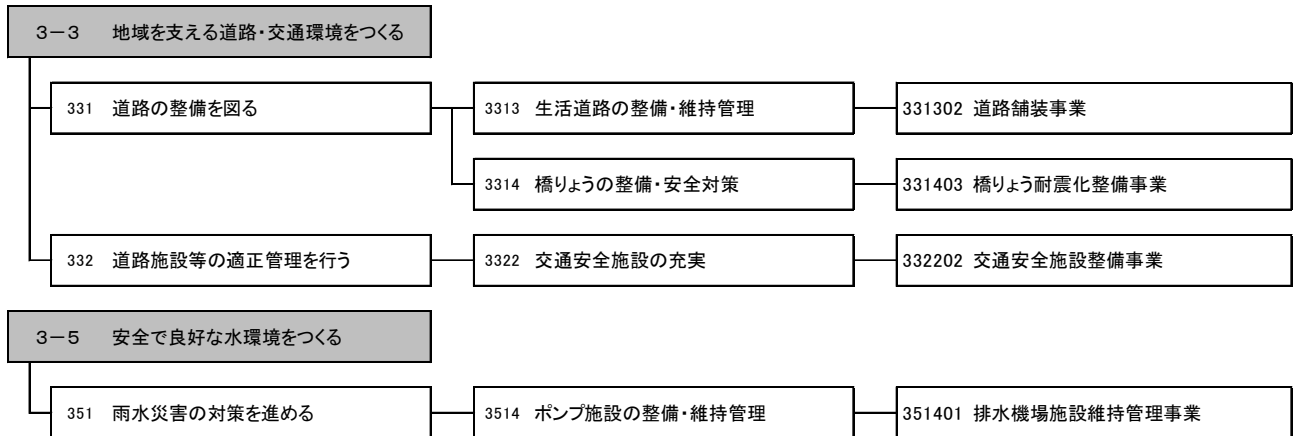 3－3 地域を支える道路・交通環境をつくる
331 道路の整備を図る
3313 生活道路の整備・維持管理
331302 道路舗装事業
3314 橋りょうの整備・安全対策
331403 橋りょう耐震化整備事業
332 道路施設等の適正管理を行う
3322 交通安全施設の充実
332202 交通安全施設整備事業
3－5 安全で良好な水環境をつくる
351 雨水災害の対策を進める
3514 ポンプ施設の整備・維持管理
351401 排水機場施設維持管理事業